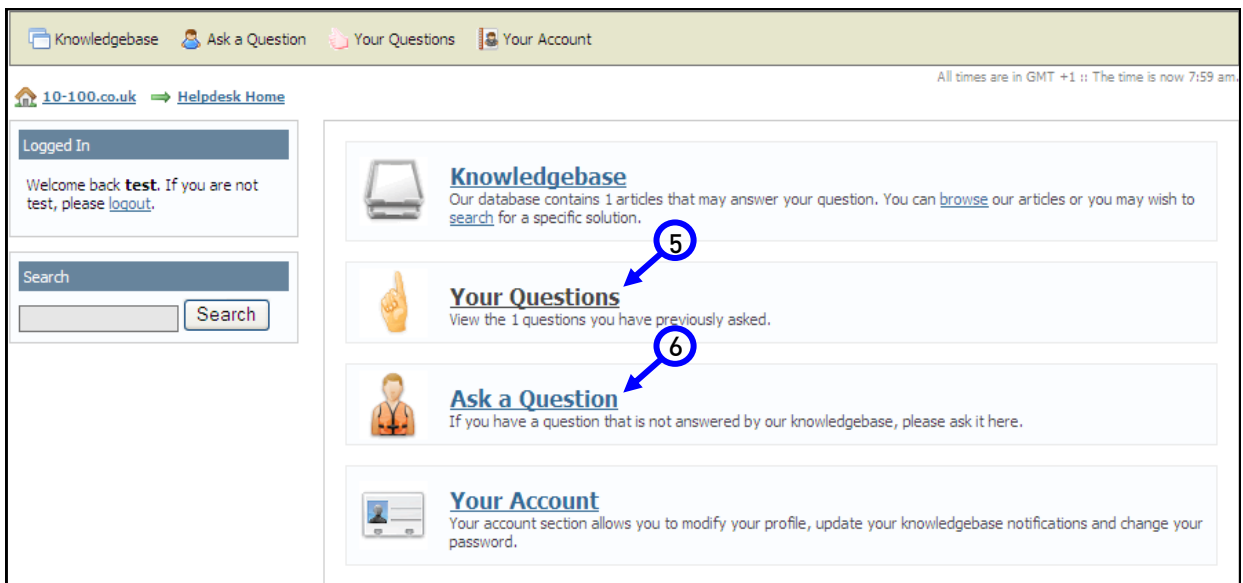 Knowledgebase Ask a Question Your Questions Your Account
All times are in GMT +1 :: The time is now 7:59 am.
10-100.co.uk Helpdesk Home
Logged In
Welcome back test. If you are not
test, please logout.
Search
Search
Knowledgebase
Our database contains 1 articles that may answer your question. You can browse our articles or you may wish to
search for a specific solution.
5
Your Questions
View the 1 questions you have previously asked.
6
Ask a Question
If you have a question that is not answered by our knowledgebase, please ask it here.
Your Account
Your account section allows you to modify your profile, update your knowledgebase notifications and change your
password.